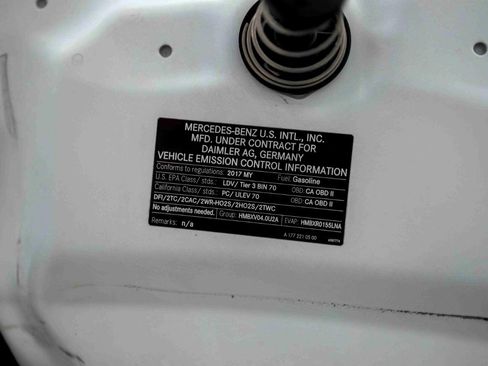 MERCEDES-BENZ U.S. INTL., INC.
MFD. UNDER CONTRACT FOR
DAIMLER AG, GERMANY
VEHICLE EMISSION CONTROL INFORMATION
Conforms to regulations: 2017 MY Fuel: Gasoline
U.S. EPA Class/ stds. LDV/ Tier 3 BIN 70 OBD: CA OBD II
California Class/ stds. PC/ ULEV 70 OBD: CA OBD II
DFI/2TC/2CAC/2WR-HO2S/2HO2S/2TWC
No adjustments needed. Group: HMBXV04.0U2A EVAP: HMBXR0155LNA
Remarks: n/a
A 177 221 05 00